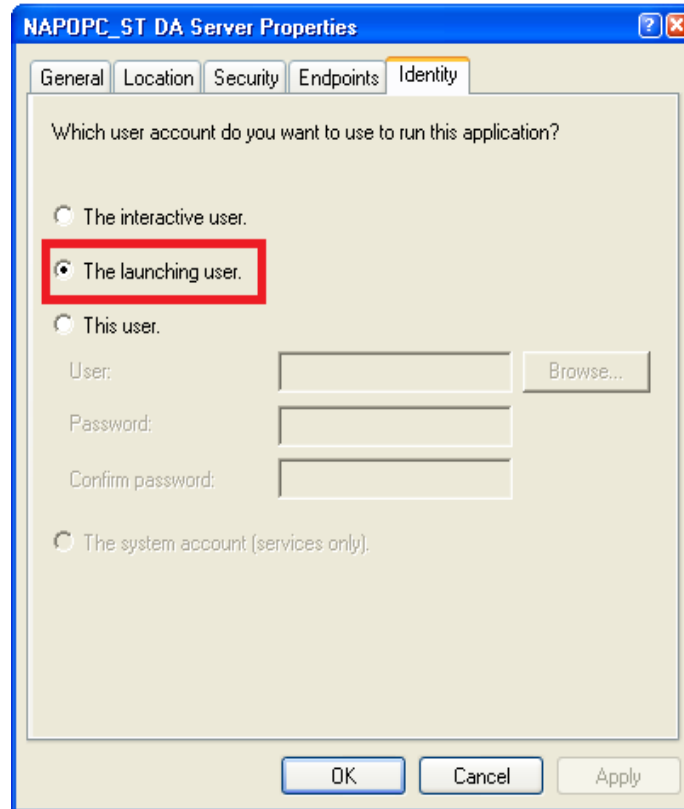 NAPOPC_ST DA Server Properties
General Location Security Endpoints Identity
Which user account do you want to use to run this application?
The interactive user.
The launching user.
This user.
User: Browse...
Password:
Confirm password:
The system account (services only).
OK Cancel Apply